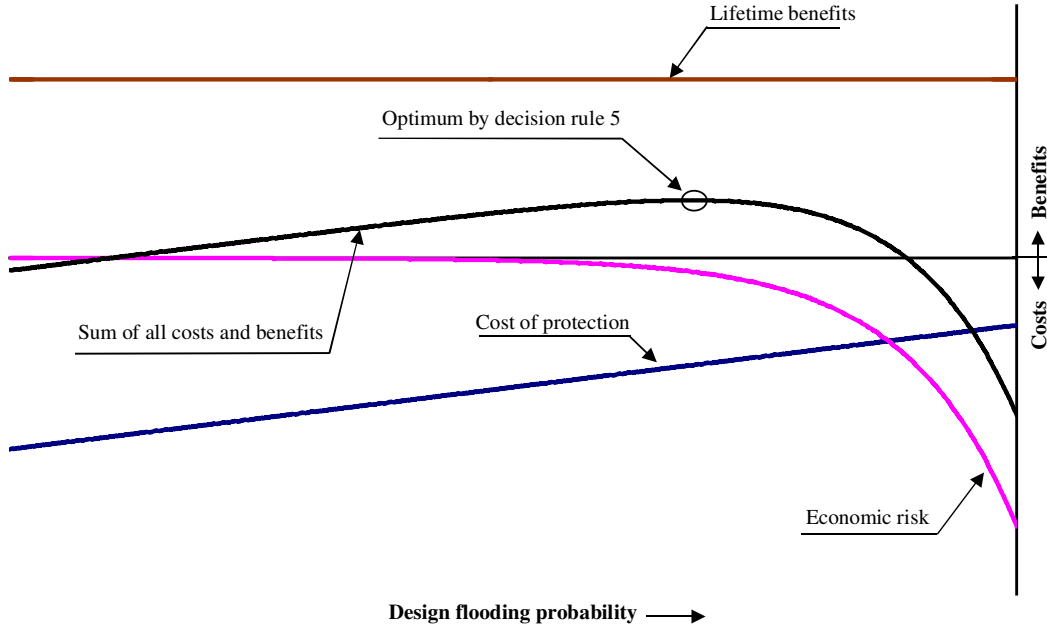 Lifetime benefits
Optimum by decision rule 5
Benefits
Costs
Sum of all costs and benefits
Cost of protection
Economic risk
Design flooding probability